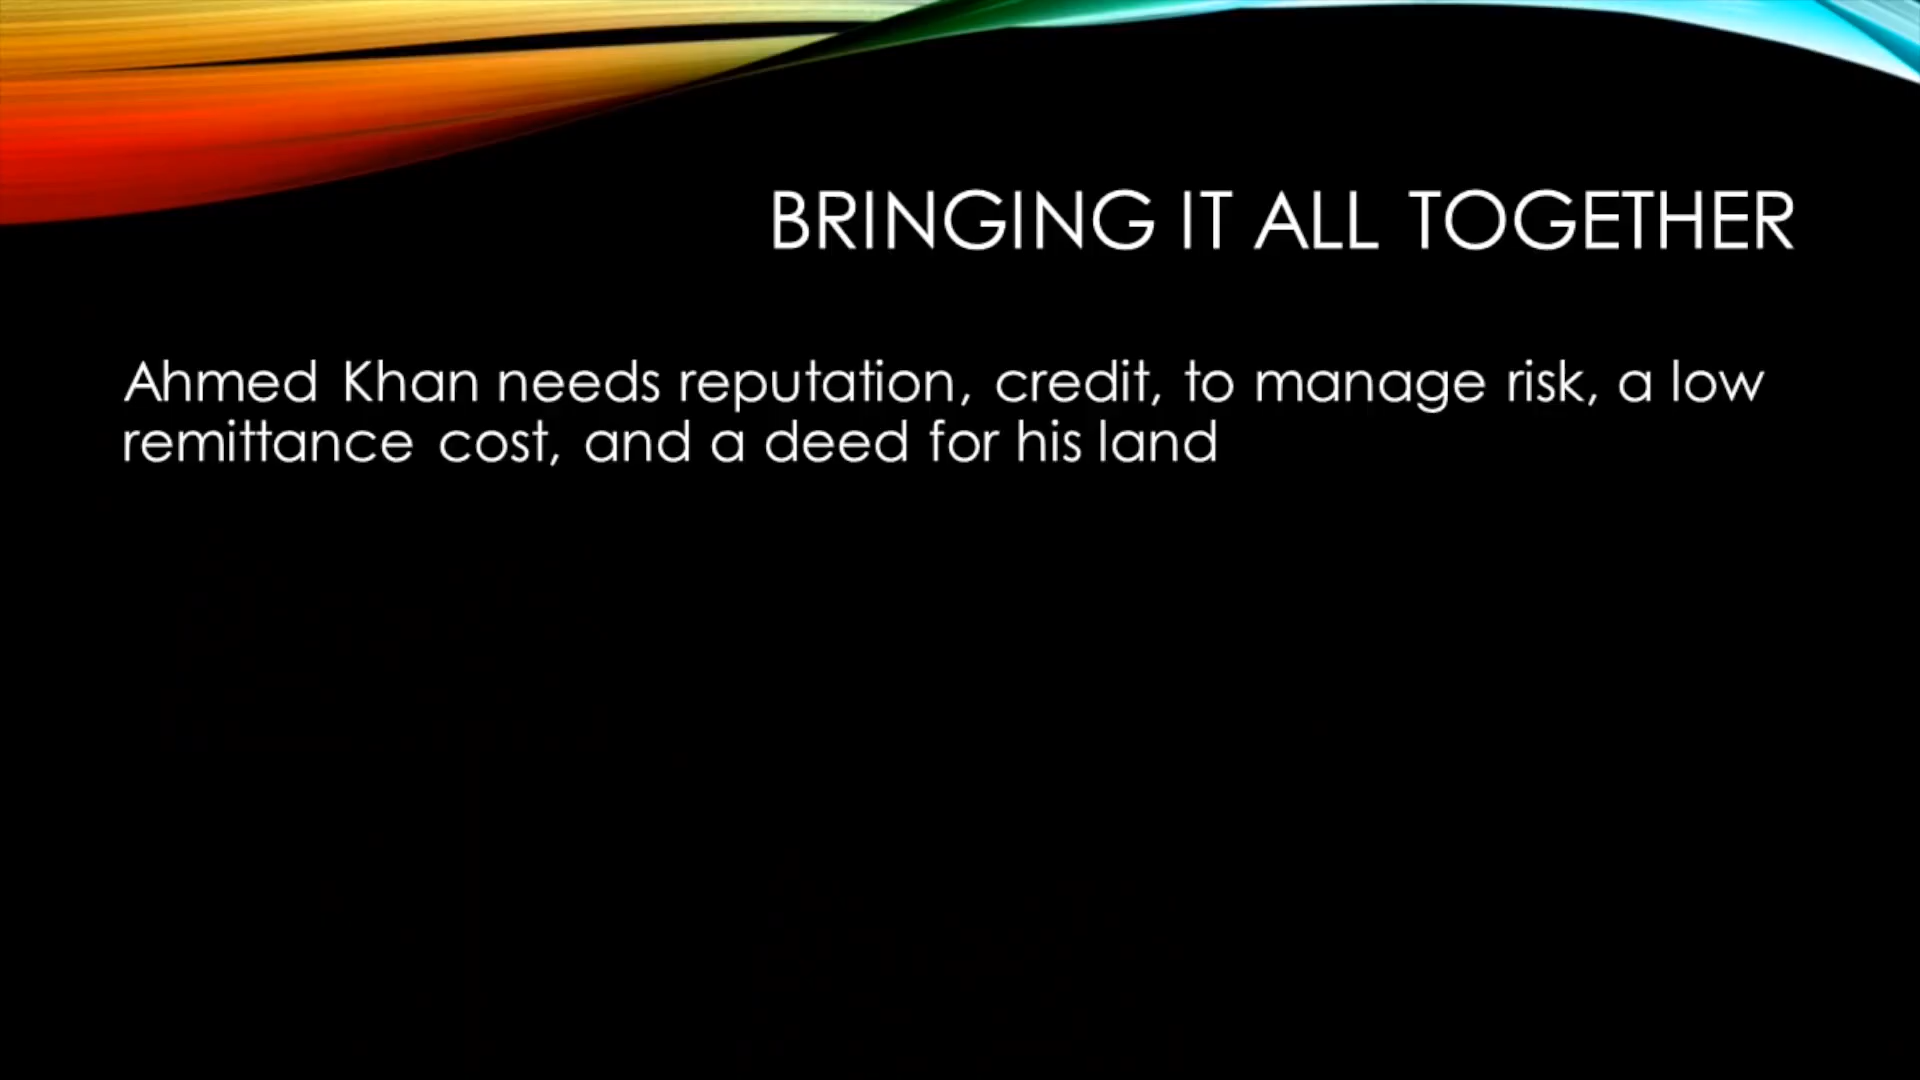 BRINGING IT ALL TOGETHER
Ahmed Khan needs reputation, credit, to manage risk, a low
remittance cost, and a deed for his land